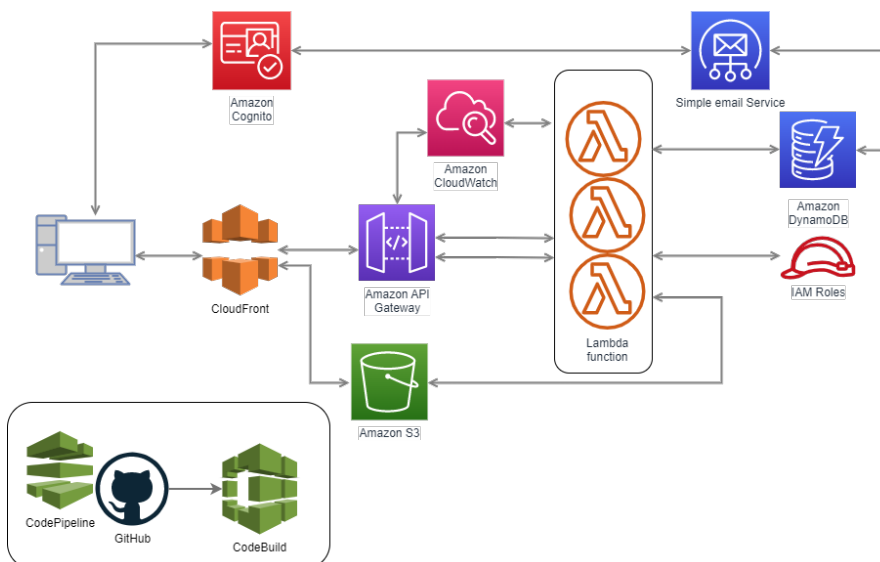 Amazon
Cognito
Simple email Service
Amazon
CloudWatch
Amazon
DynamoDB
CloudFront
Amazon API
Gateway
IAM Roles
Lambda
function
Amazon S3
CodePipeline
GitHub
CodeBuild